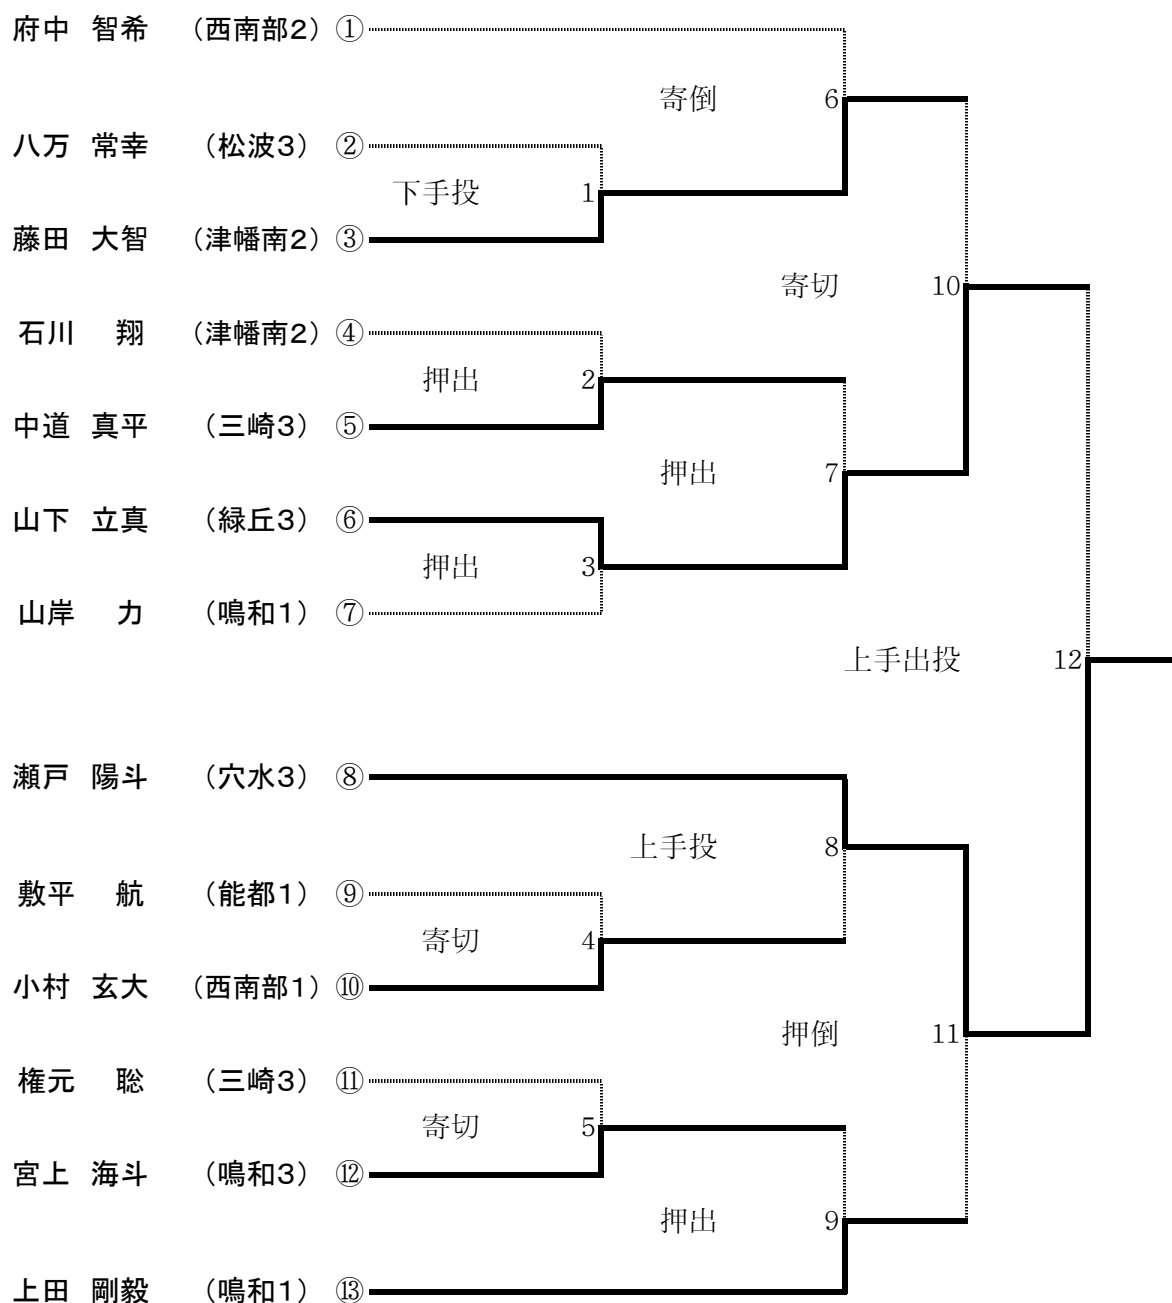 府中 智希 （西南部２） ①
寄倒 6
八万 常幸 （松波３） ②
下手投 1
藤田 大智 （津幡南２） ③
寄切 10
石川 翔 （津幡南２） ④
押出 2
中道 真平 （三崎３） ⑤
押出 7
山下 立真 （緑丘３） ⑥
押出 3
山岸 力 （鳴和１） ⑦
上手出投 12
瀬戸 陽斗 （穴水３） ⑧
上手投 8
敷平 航 （能都１） ⑨
寄切 4
小村 玄大 （西南部１） ⑩
押倒 11
権元 聡 （三崎３） ⑪
寄切 5
宮上 海斗 （鳴和３） ⑫
押出 9
上田 剛毅 （鳴和１） ⑬